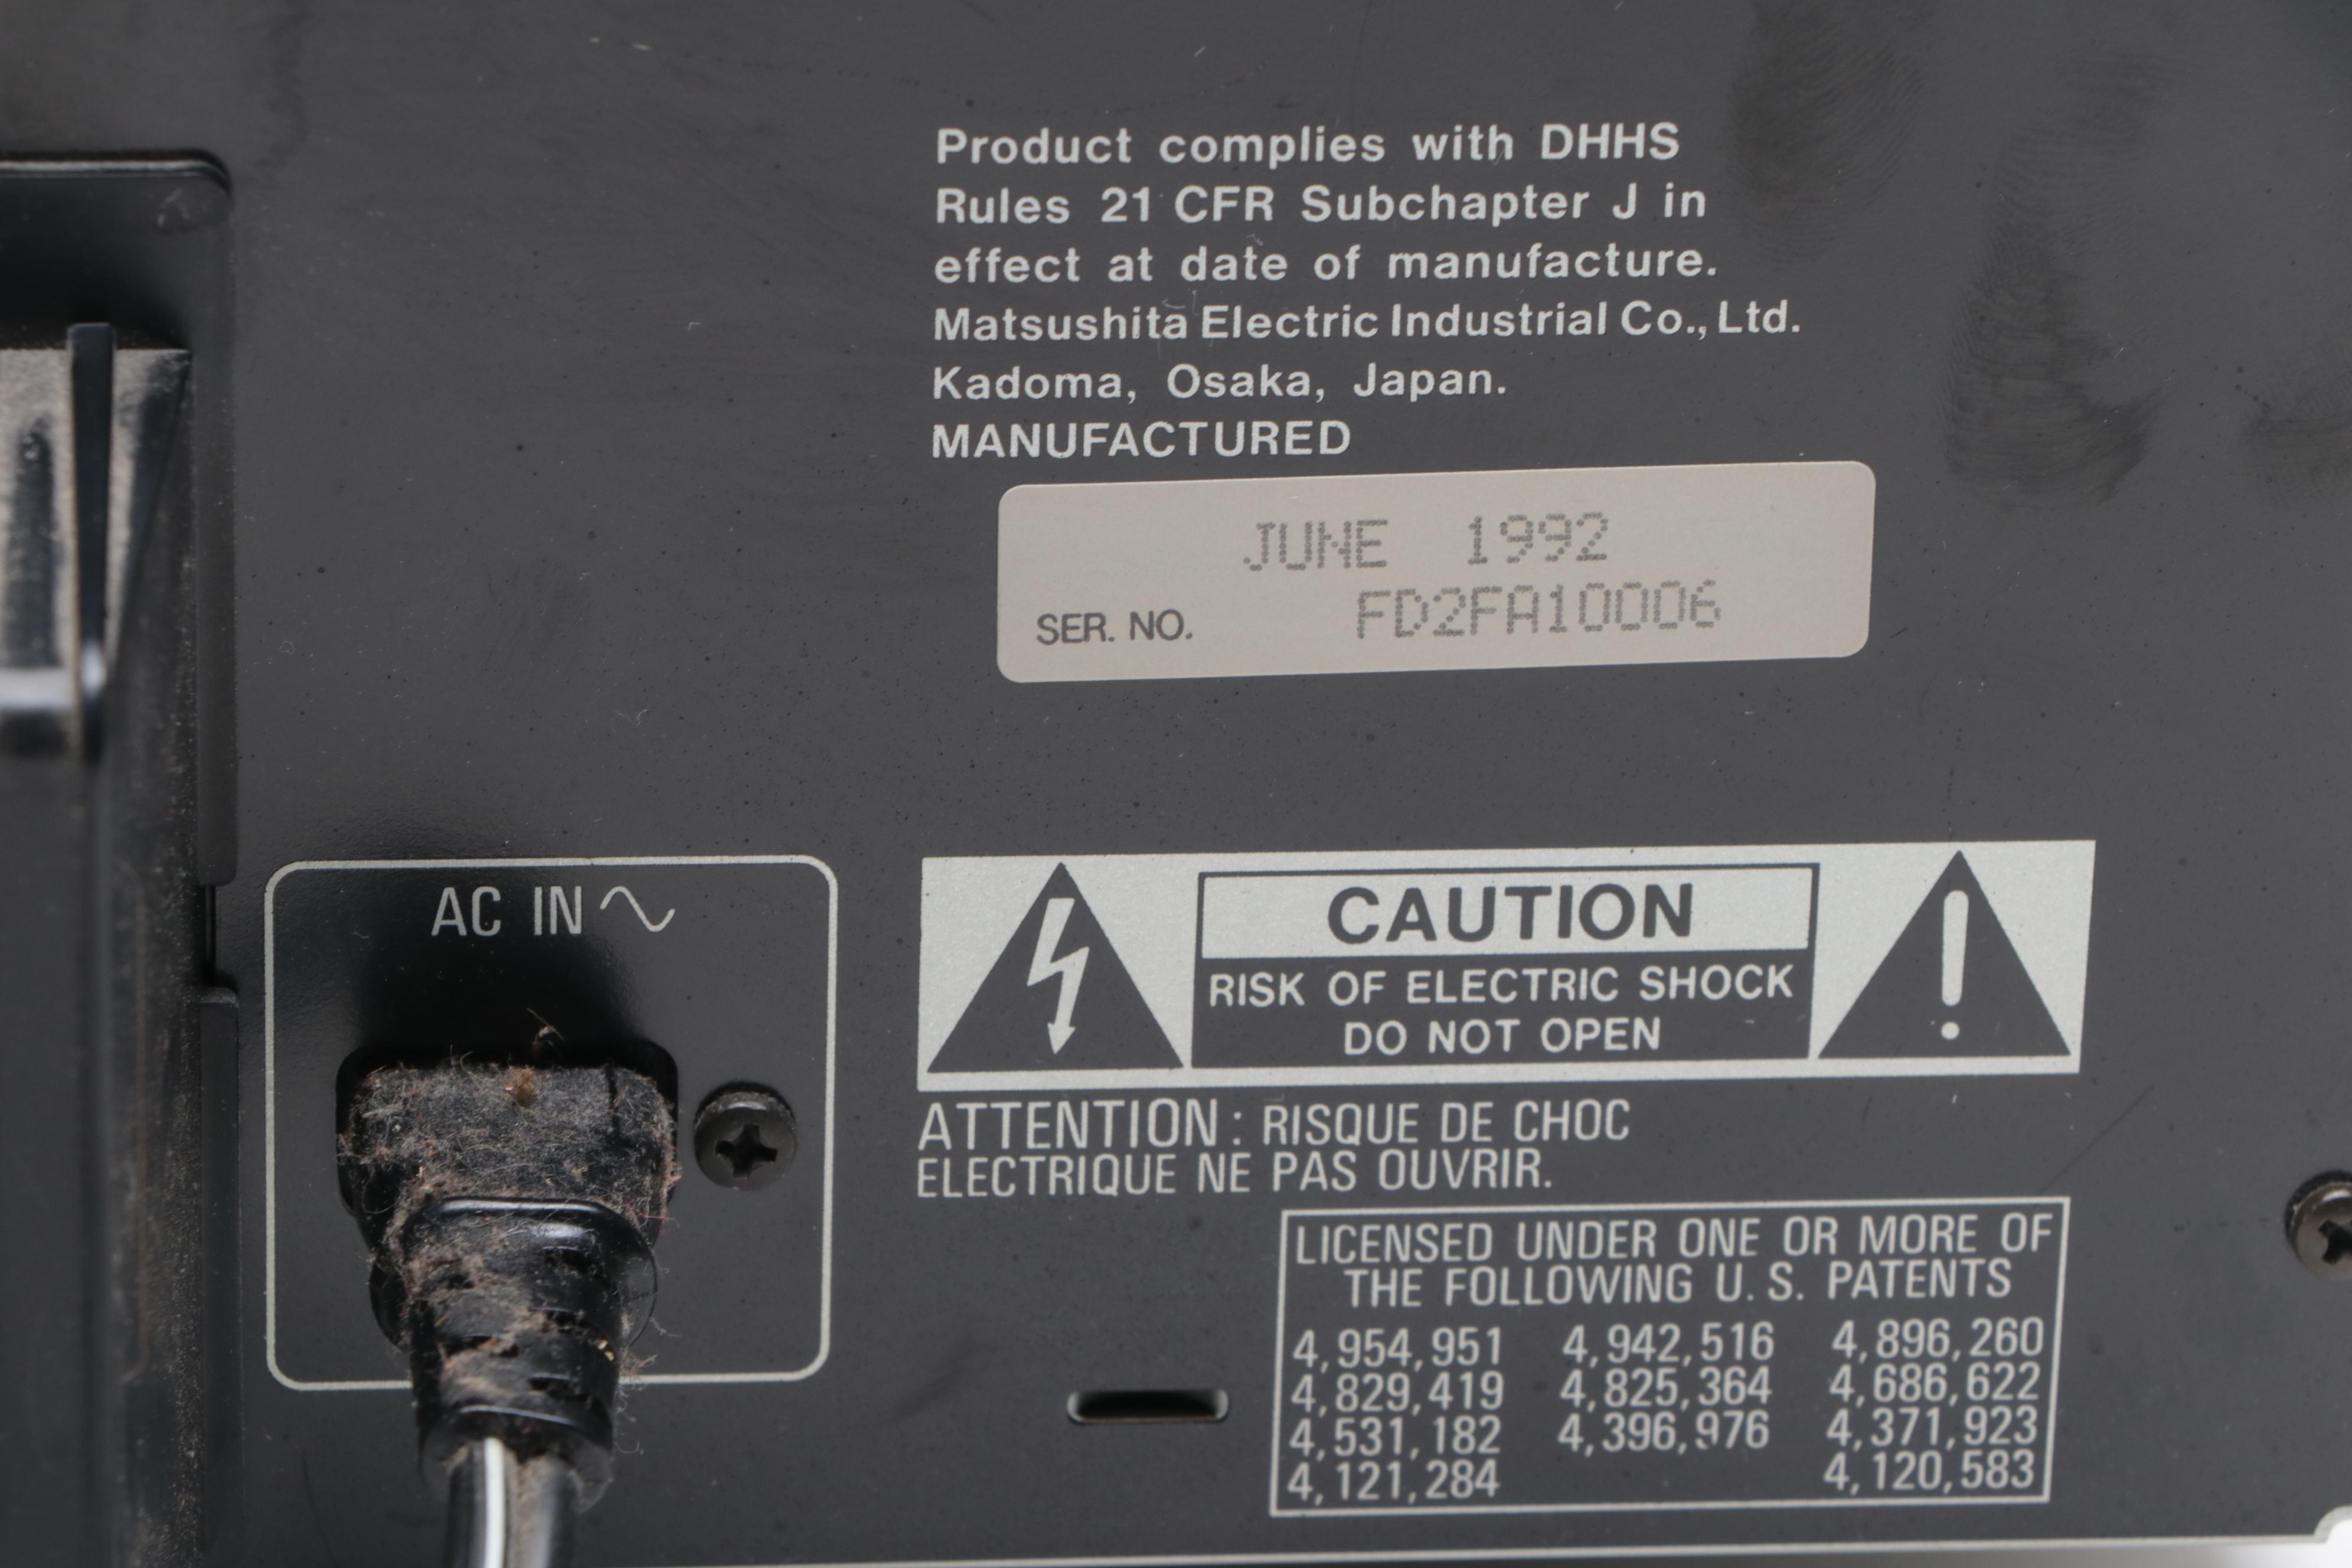 Product complies with DHHS
Rules 21 CFR Subchapter J in
effect at date of manufacture.
Matsushita Electric Industrial Co., Ltd.
Kadoma, Osaka, Japan.
MANUFACTURED
JUNE 1992
SER. NO. FD2FA10006
AC IN
CAUTION
RISK OF ELECTRIC SHOCK
DO NOT OPEN
ATTENTION: RISQUE DE CHOC
ELECTRIQUE NE PAS OUVRIR.
LICENSED UNDER ONE OR MORE OF
THE FOLLOWING U. S. PATENTS
4,954,951 4,942,516 4,896,260
4,829,419 4,825,364 4,686,622
4,531,182 4,396,976 4,371,923
4,121,284 4,120,583